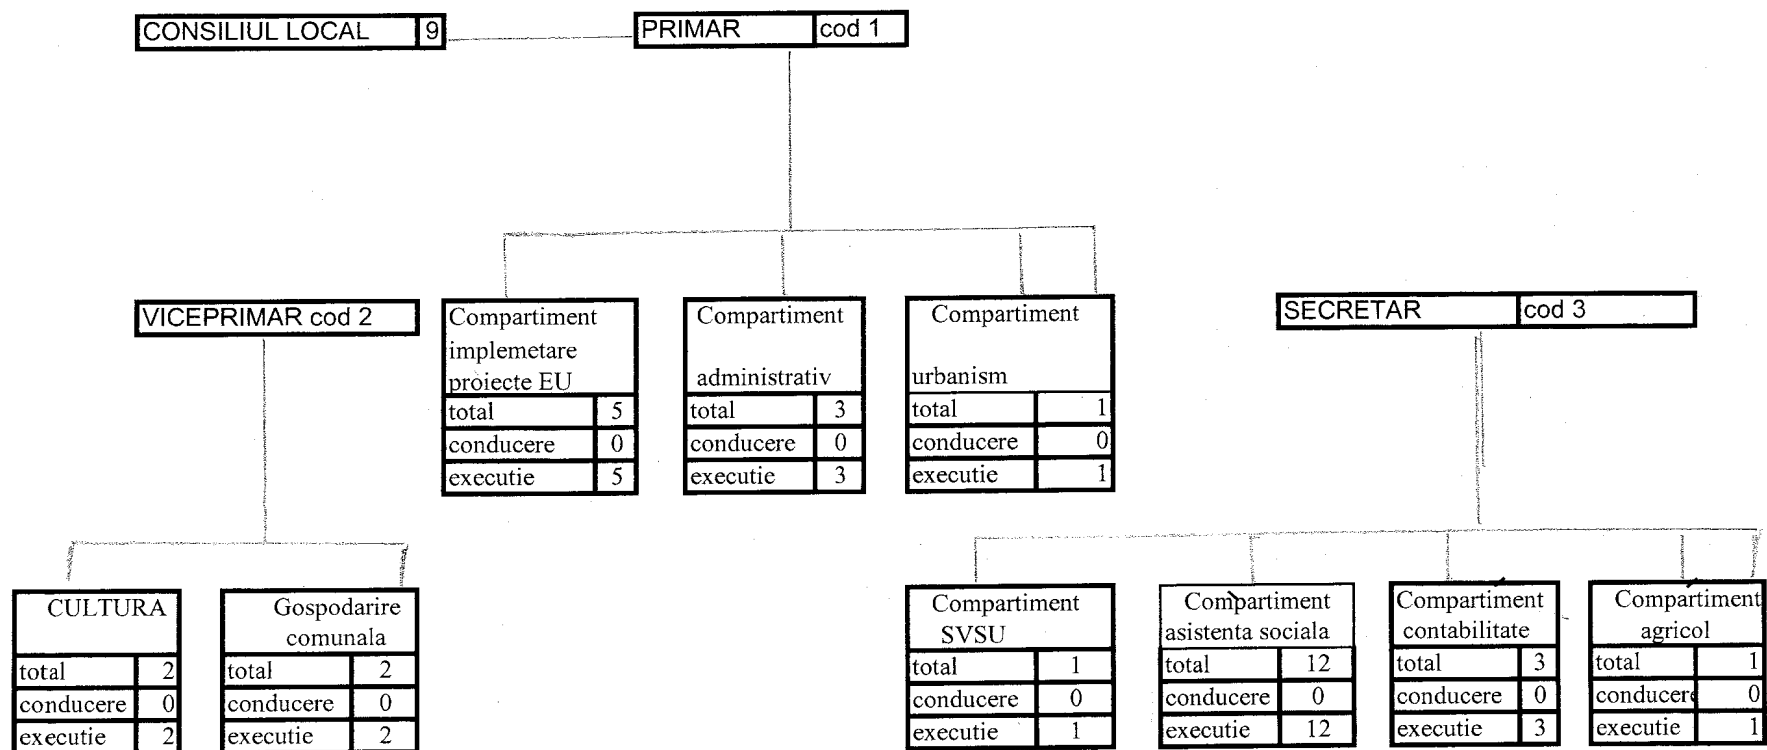 CONSILIUL LOCAL 9
PRIMAR cod 1
VICEPRIMAR cod 2
Compartiment
implemetare
proiecte EU
total 5
conducere 0
executie 5
Compartiment
administrativ
total 3
conducere 0
executie 3
Compartiment
urbanism
total 1
conducere 0
executie 1
SECRETAR cod 3
CULTURA
total 2
conducere 0
executie 2
Gospodarire
comunala
total 2
conducere 0
executie 2
Compartiment
SVSU
total 1
conducere 0
executie 1
Compartiment
asistenta sociala
total 12
conducere 0
executie 12
Compartiment
contabilitate
total 3
conducere 0
executie 3
Compartiment
agricol
total 1
conducere 0
executie 1